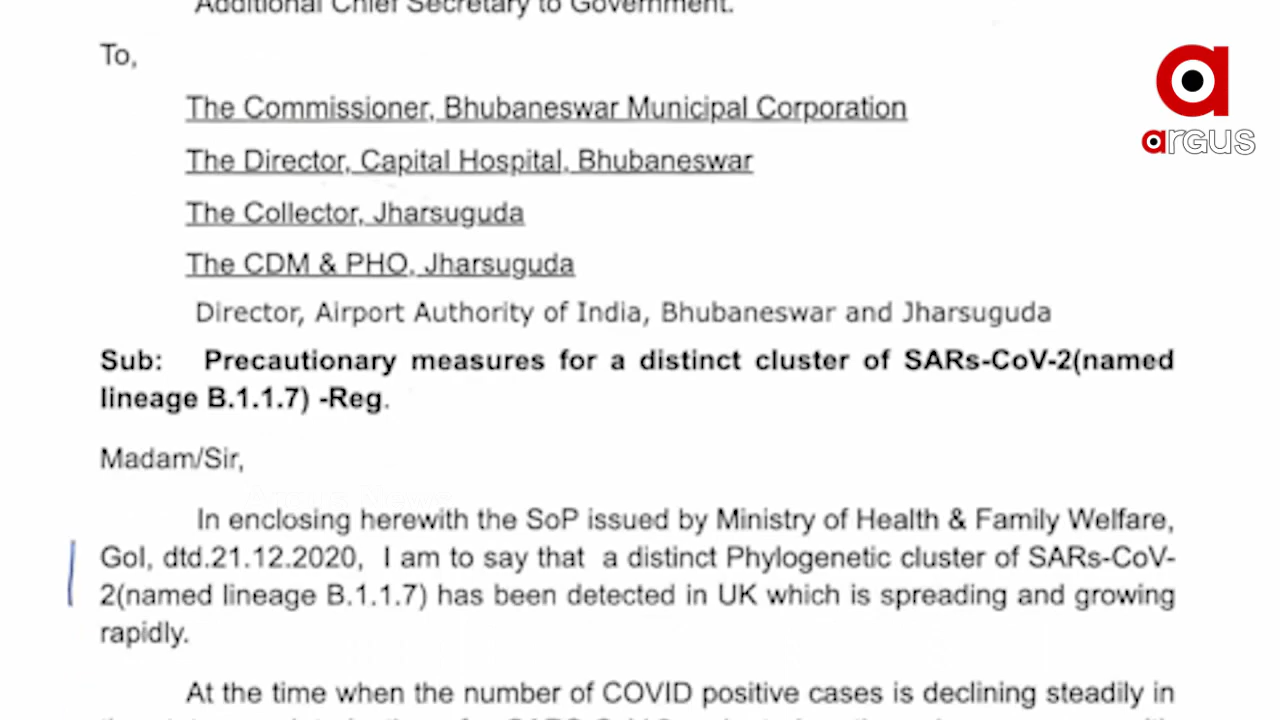 Additional Chief Secretary to Government.
To,
The Commissioner, Bhubaneswar Municipal Corporation
The Director, Capital Hospital, Bhubaneswar
The Collector, Jharsuguda
The CDM & PHO, Jharsuguda
Director, Airport Authority of India, Bhubaneswar and Jharsuguda
Sub: Precautionary measures for a distinct cluster of SARs-CoV-2(named
lineage B.1.1.7) -Reg.
Madam/Sir,
In enclosing herewith the SoP issued by Ministry of Health & Family Welfare,
GoI, dtd.21.12.2020, I am to say that a distinct Phylogenetic cluster of SARs-CoV-
2(named lineage B.1.1.7) has been detected in UK which is spreading and growing
rapidly.
At the time when the number of COVID positive cases is declining steadily in
a
argus